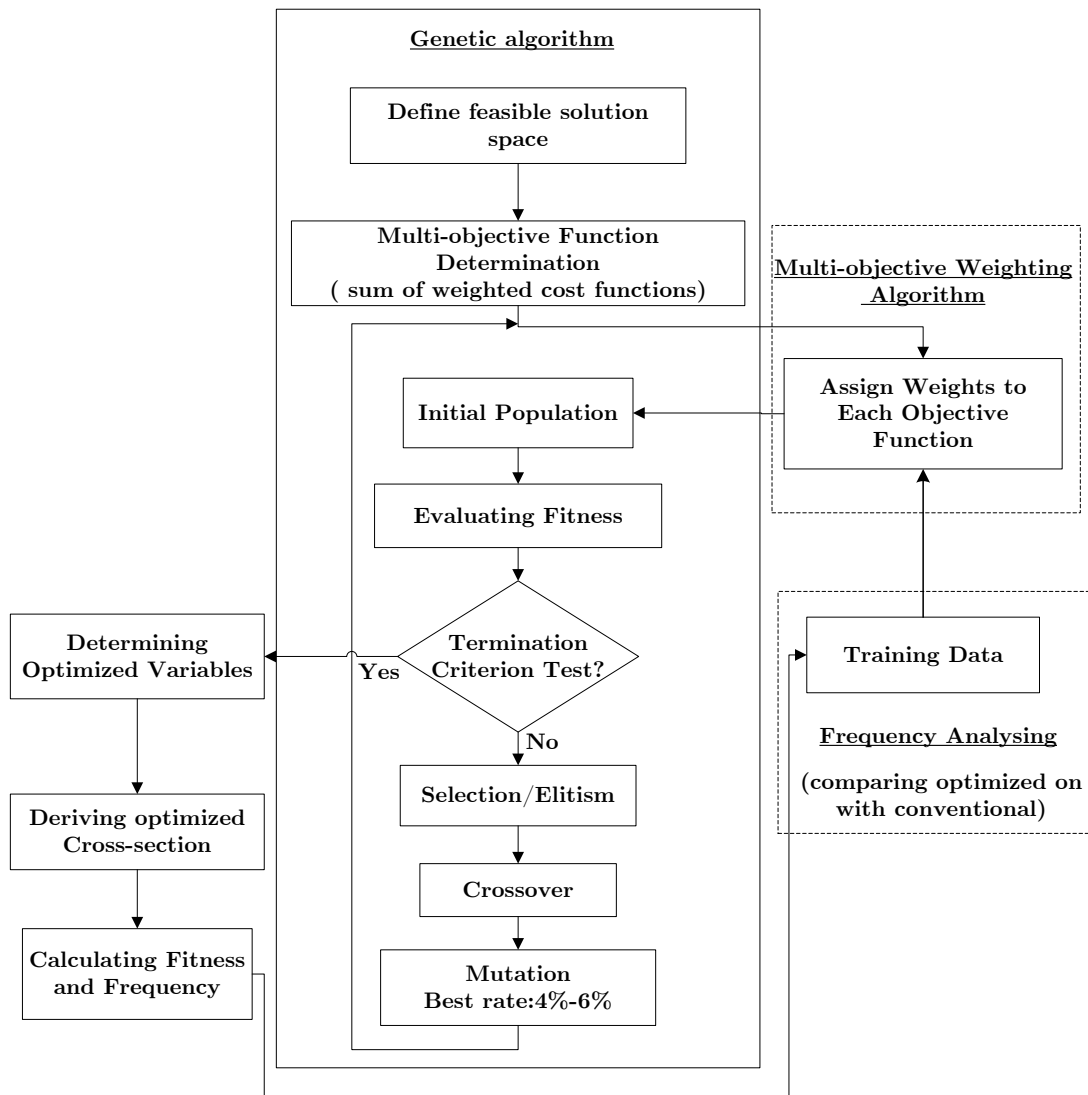 Genetic algorithm
Define feasible solution
space
Multi-objective Function
Determination
( sum of weighted cost functions)
Multi-objective Weighting
Algorithm
Assign Weights to
Each Objective
Function
Initial Population
Evaluating Fitness
Termination
Criterion Test?
Yes
No
Determining
Optimized Variables
Training Data
Frequency Analysing
(comparing optimized on
with conventional)
Selection/Elitism
Deriving optimized
Cross-section
Crossover
Calculating Fitness
and Frequency
Mutation
Best rate:4%-6%